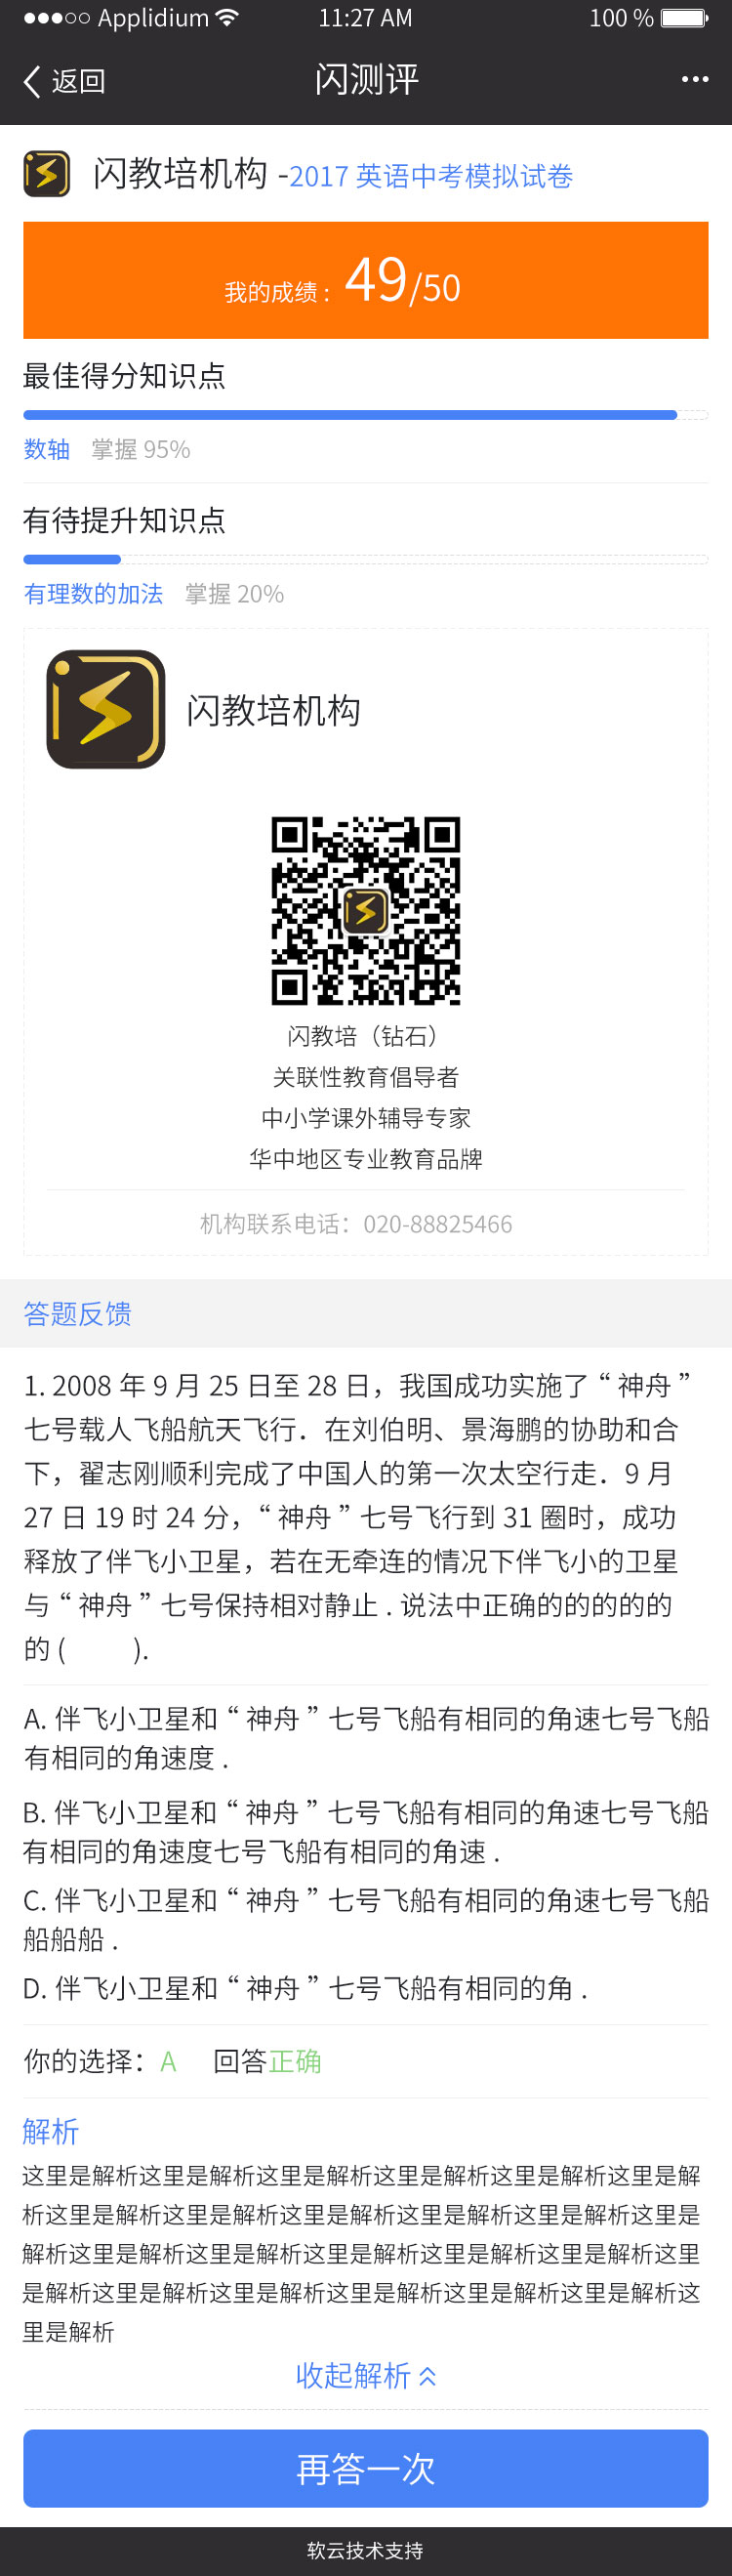 Applidium 11:27 AM 100 %
返回 闪测评
闪教培机构 -2017 英语中考模拟试卷
我的成绩：49/50
最佳得分知识点
数轴 掌握 95%
有待提升知识点
有理数的加法 掌握 20%
闪教培机构
闪教培（钻石）
关联性教育倡导者
中小学课外辅导专家
华中地区专业教育品牌
机构联系电话：020-88825466
答题反馈
1. 2008 年 9 月 25 日至 28 日，我国成功实施了 “ 神舟 ”
七号载人飞船航天飞行．在刘伯明、景海鹏的协助和合
下，翟志刚顺利完成了中国人的第一次太空行走．9 月
27 日 19 时 24 分，“ 神舟 ” 七号飞行到 31 圈时，成功
释放了伴飞小卫星，若在无牵连的情况下伴飞小的卫星
与 “ 神舟 ” 七号保持相对静止 . 说法中正确的的的的的
的 (　　).
A. 伴飞小卫星和 “ 神舟 ” 七号飞船有相同的角速七号飞船
有相同的角速度 .
B. 伴飞小卫星和 “ 神舟 ” 七号飞船有相同的角速七号飞船
有相同的角速度七号飞船有相同的角速 .
C. 伴飞小卫星和 “ 神舟 ” 七号飞船有相同的角速七号飞船
船船船 .
D. 伴飞小卫星和 “ 神舟 ” 七号飞船有相同的角 .
你的选择：A 回答正确
解析
这里是解析这里是解析这里是解析这里是解析这里是解析这里是解
析这里是解析这里是解析这里是解析这里是解析这里是解析这里是
解析这里是解析这里是解析这里是解析这里是解析这里是解析这里
是解析这里是解析这里是解析这里是解析这里是解析这里是解析这
里是解析
收起解析
再答一次
软云技术支持